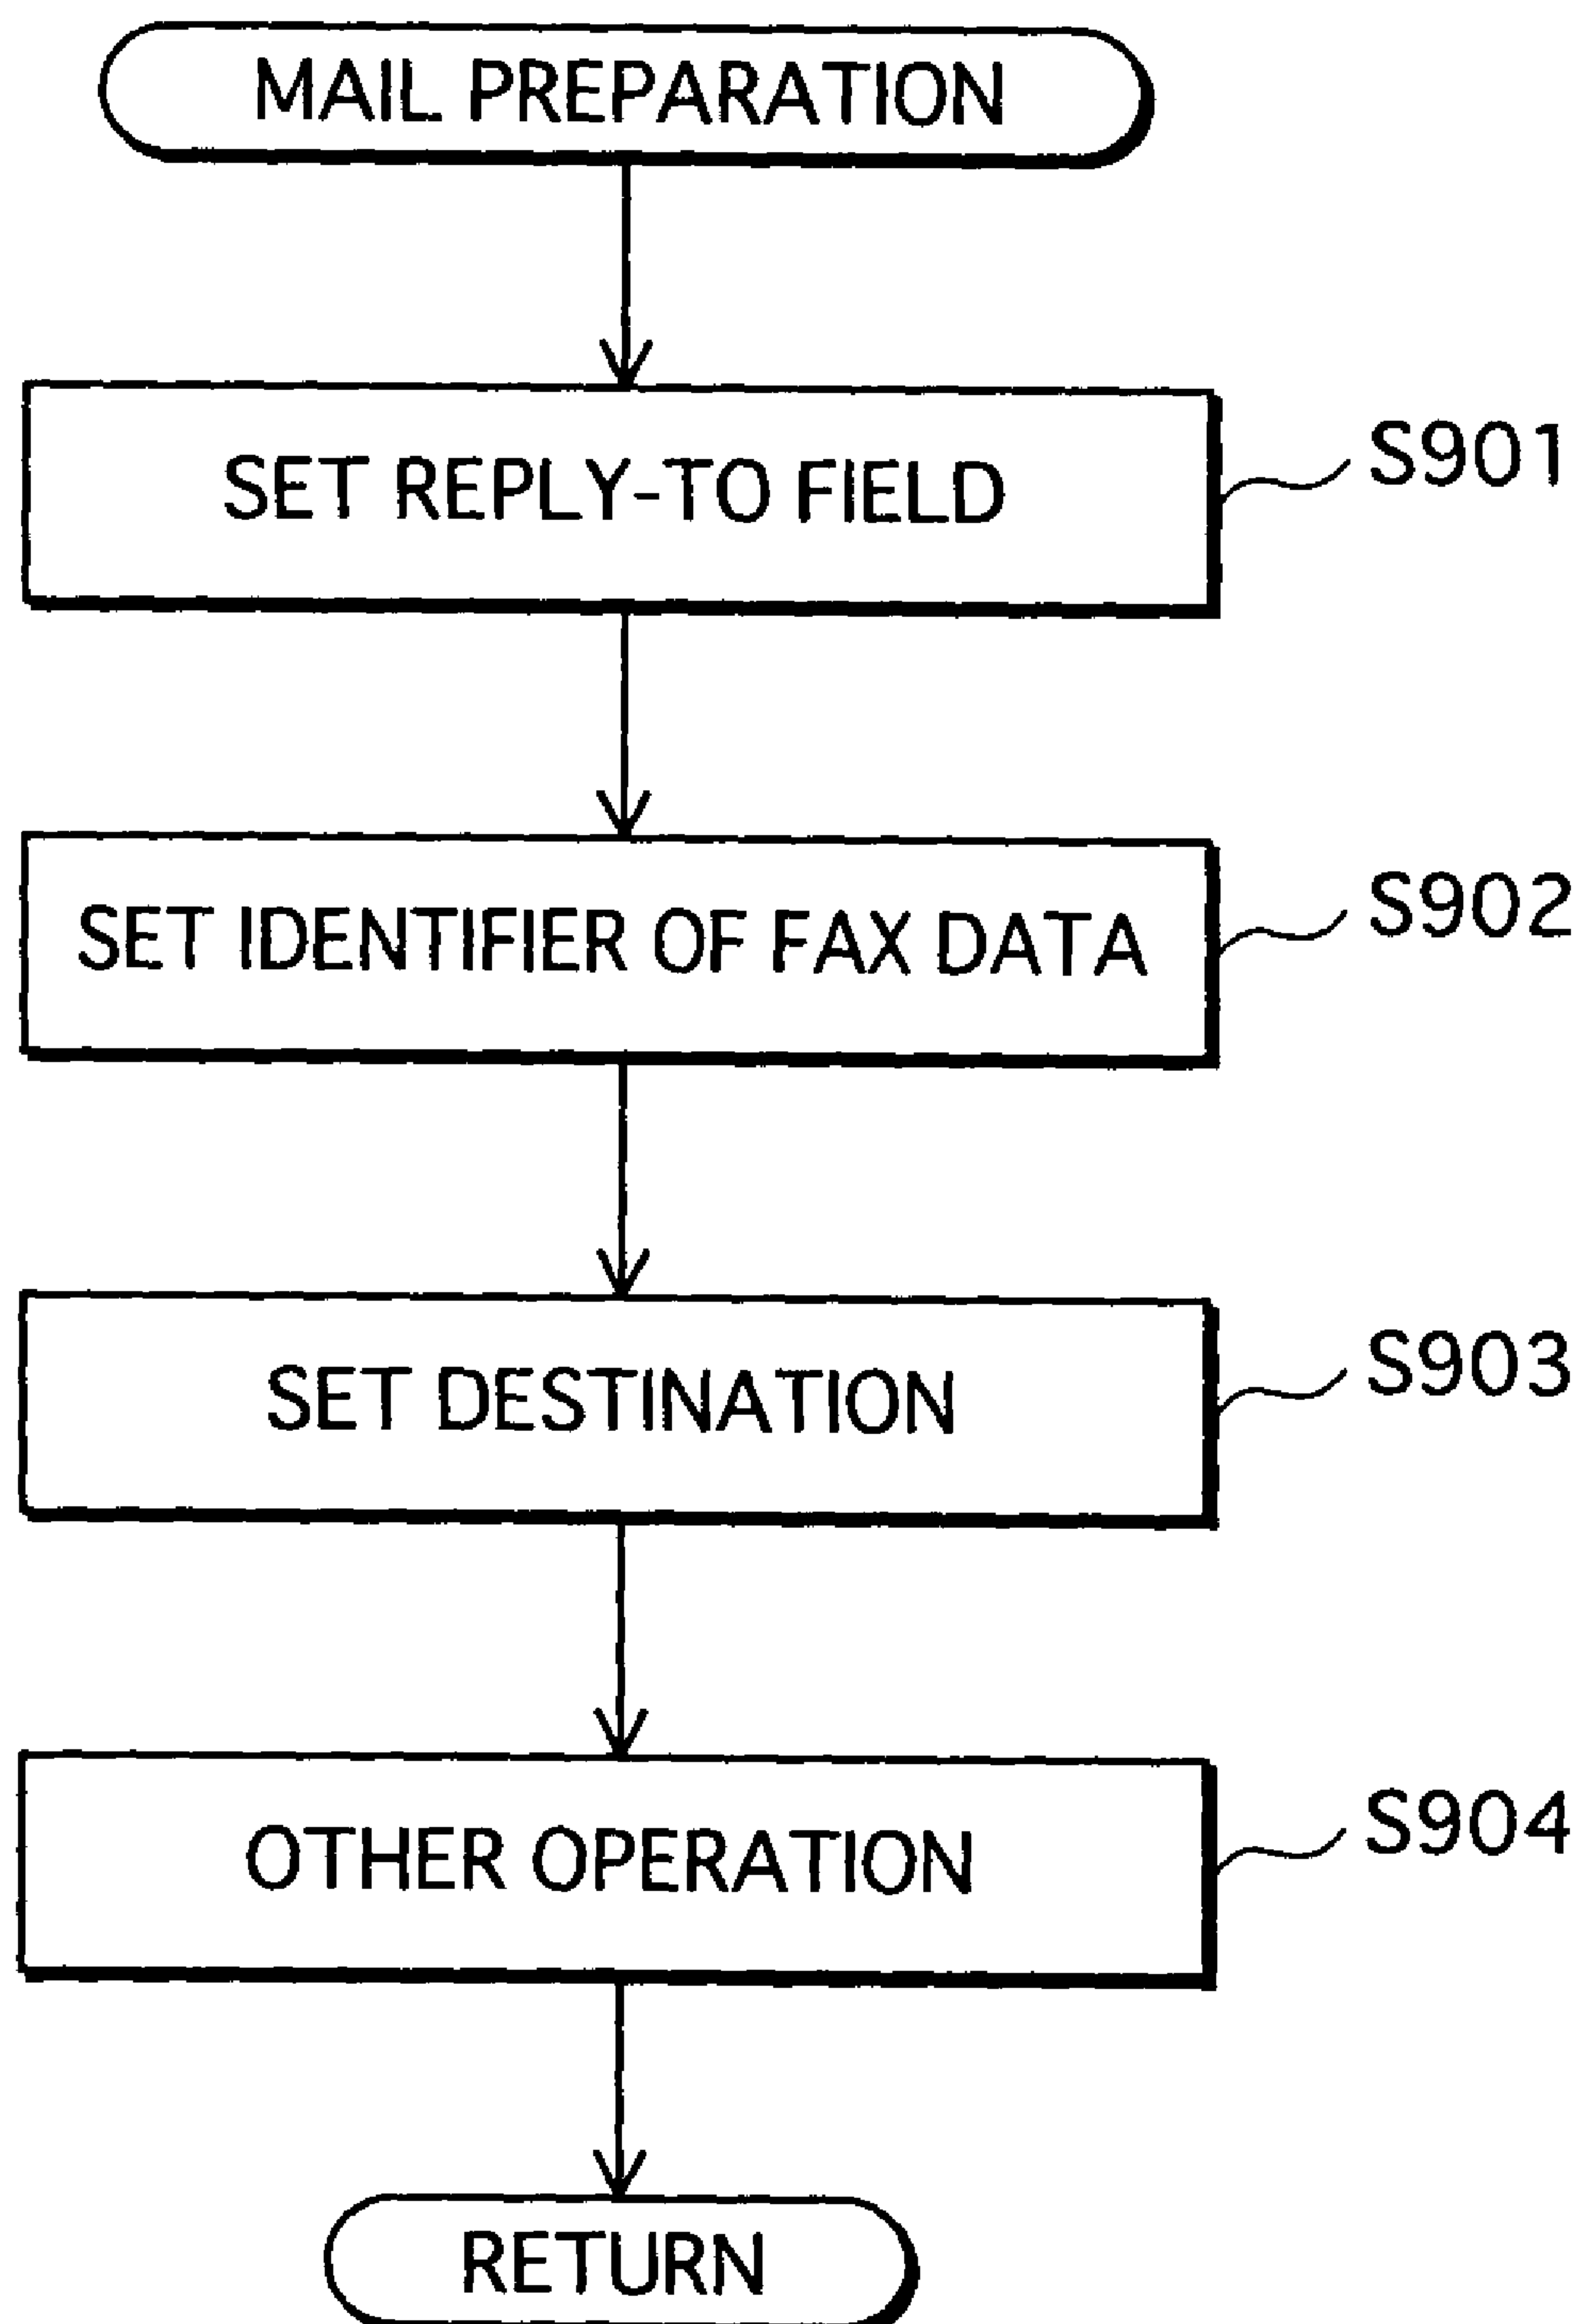 MAIL PREPARATION
SET REPLY-TO FIELD
S901
SET IDENTIFIER OF FAX DATA
S902
SET DESTINATION
S903
OTHER OPERATION
S904
RETURN